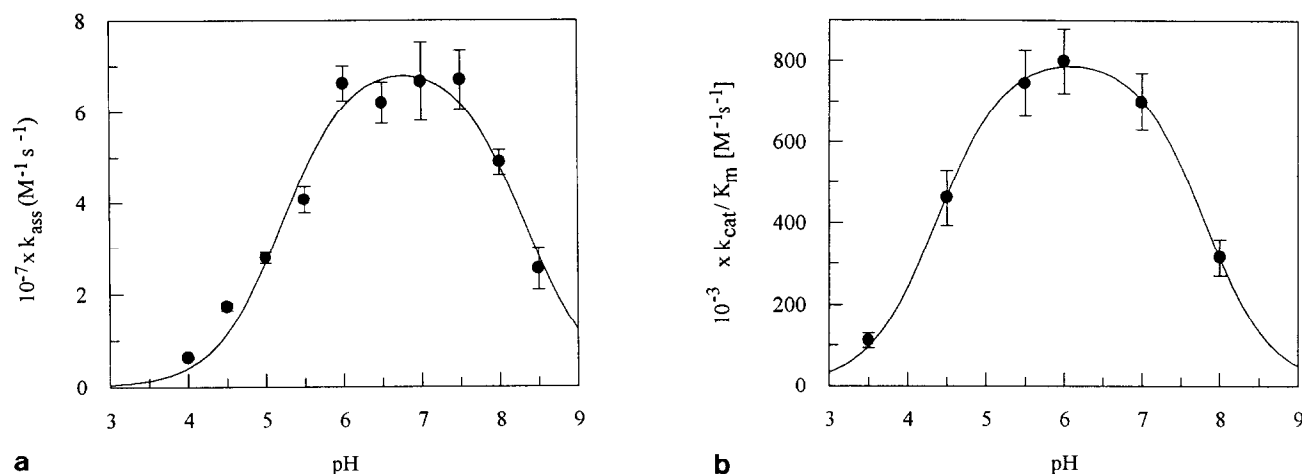 8
6
4
2
0
10⁻⁷ x k_ass (M⁻¹ s⁻¹)
3 4 5 6 7 8 9
pH
a
800
600
400
200
0
10⁻³ x k_cat / K_m [M⁻¹s⁻¹]
3 4 5 6 7 8 9
pH
b